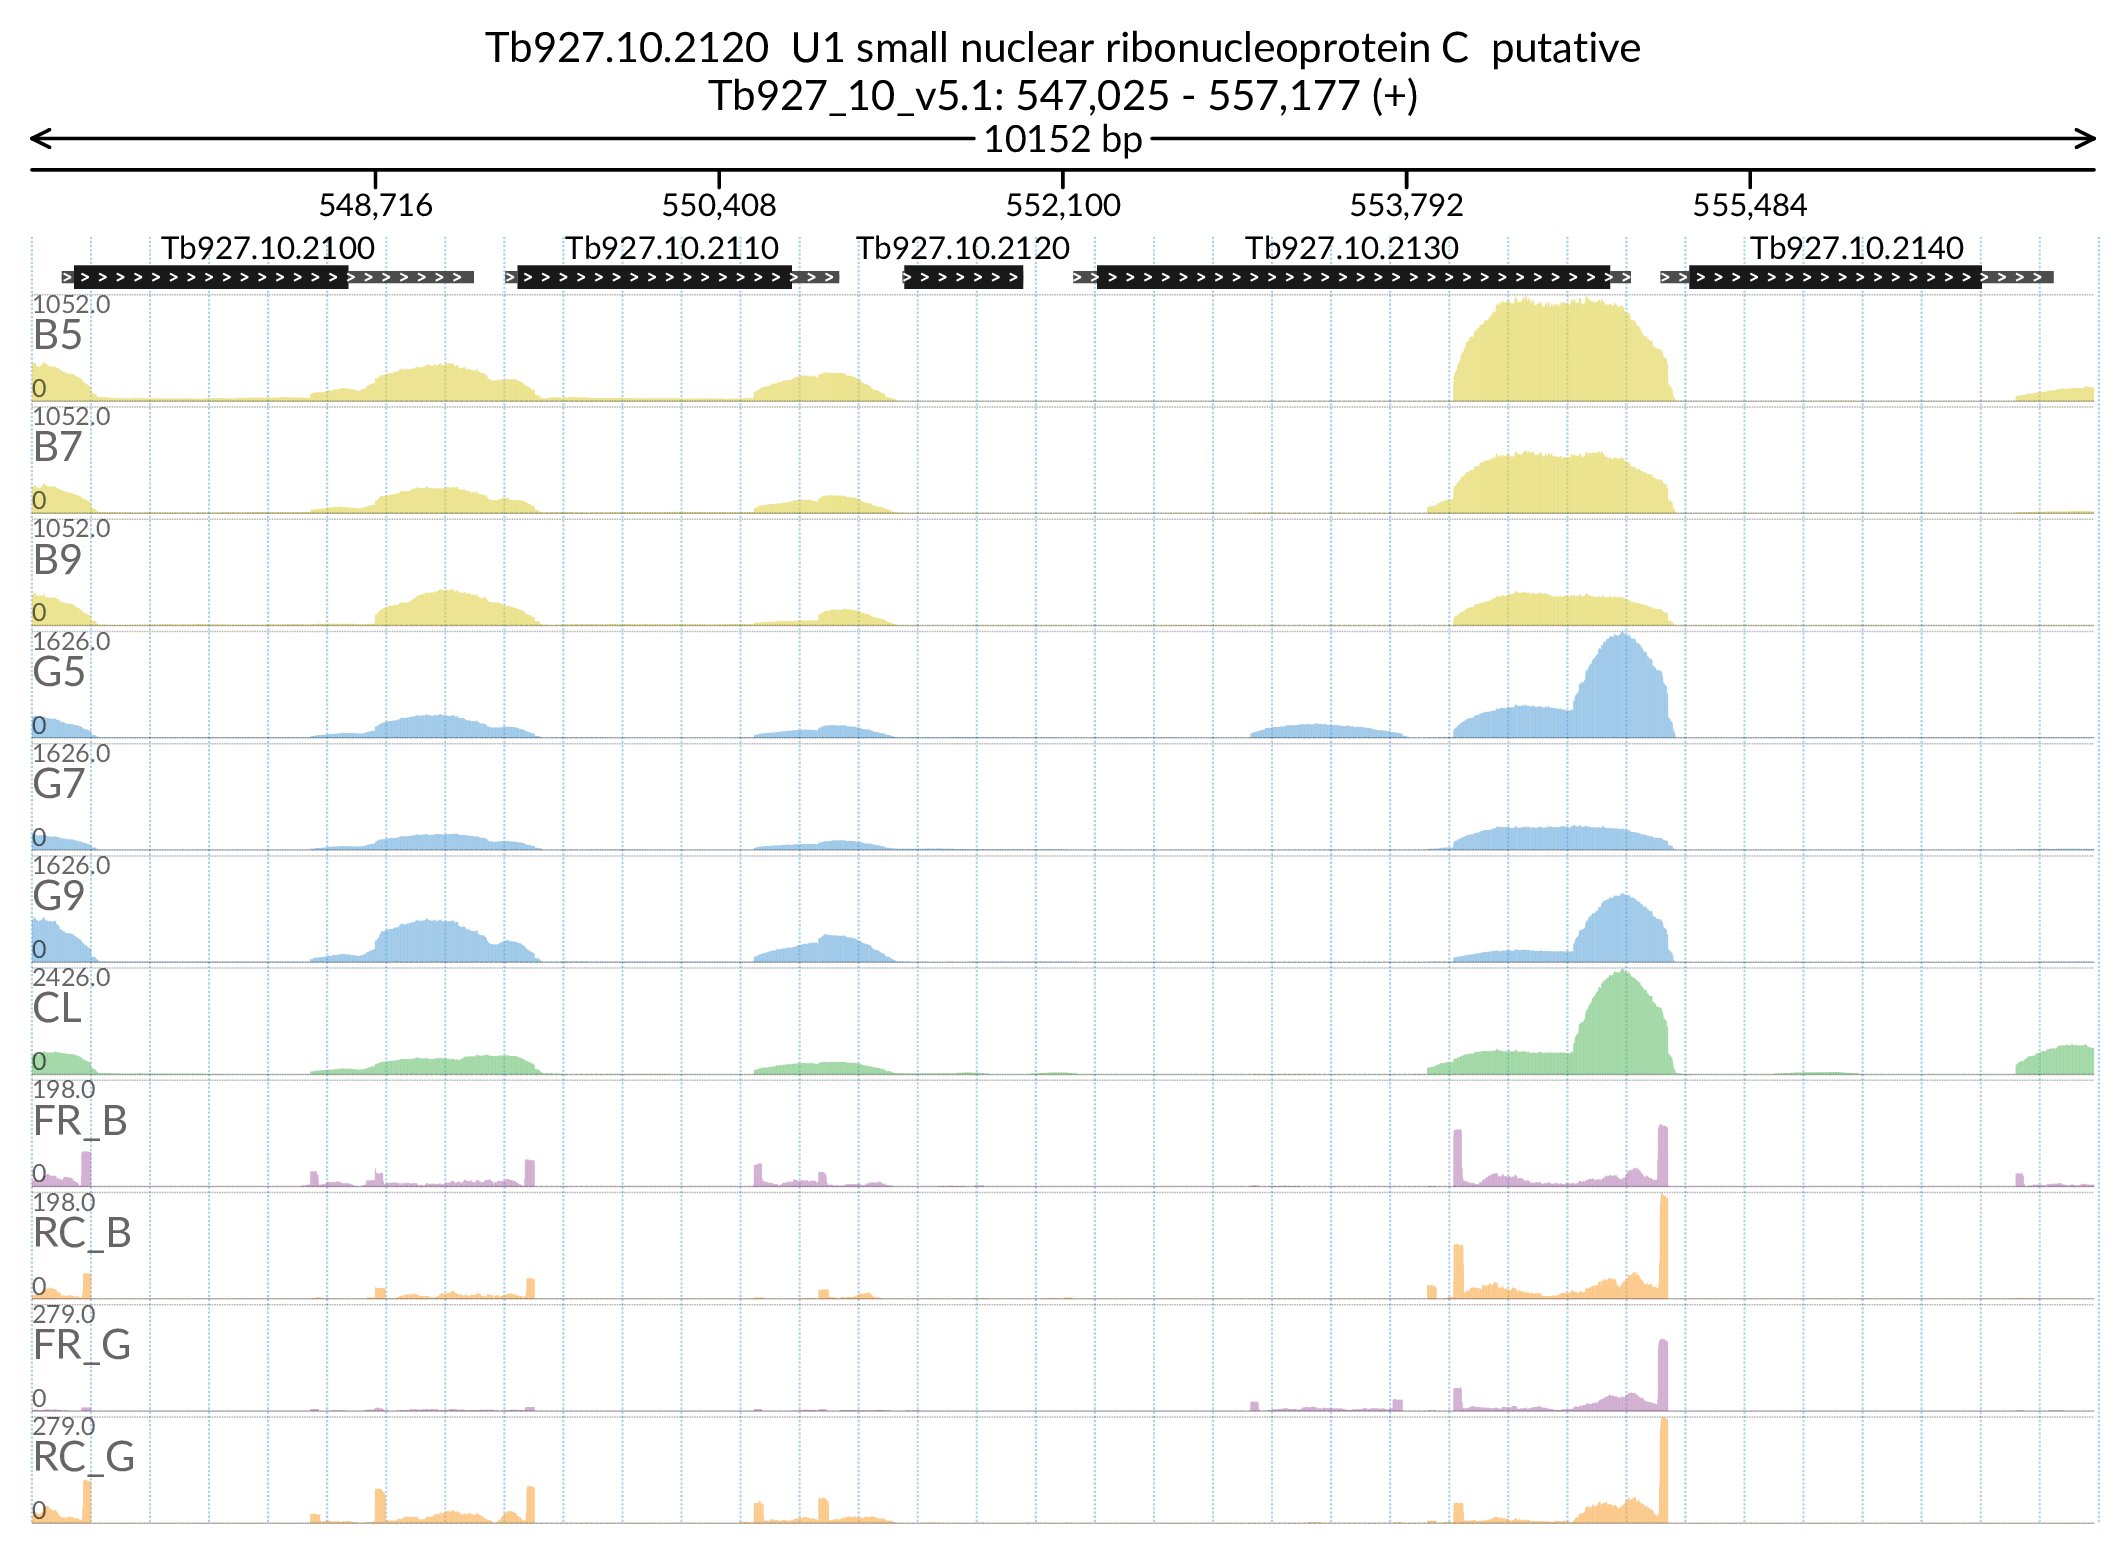 Tb927.10.2120  U1 small nuclear ribonucleoprotein C  putative
Tb927_10_v5.1: 547,025 - 557,177 (+)
10152 bp
548,716 550,408 552,100 553,792 555,484
Tb927.10.2100 Tb927.10.2110 Tb927.10.2120 Tb927.10.2130 Tb927.10.2140
1052.0
B5
0
1052.0
B7
0
1052.0
B9
0
1626.0
G5
0
1626.0
G7
0
1626.0
G9
0
2426.0
CL
0
198.0
FR_B
0
198.0
RC_B
0
279.0
FR_G
0
279.0
RC_G
0